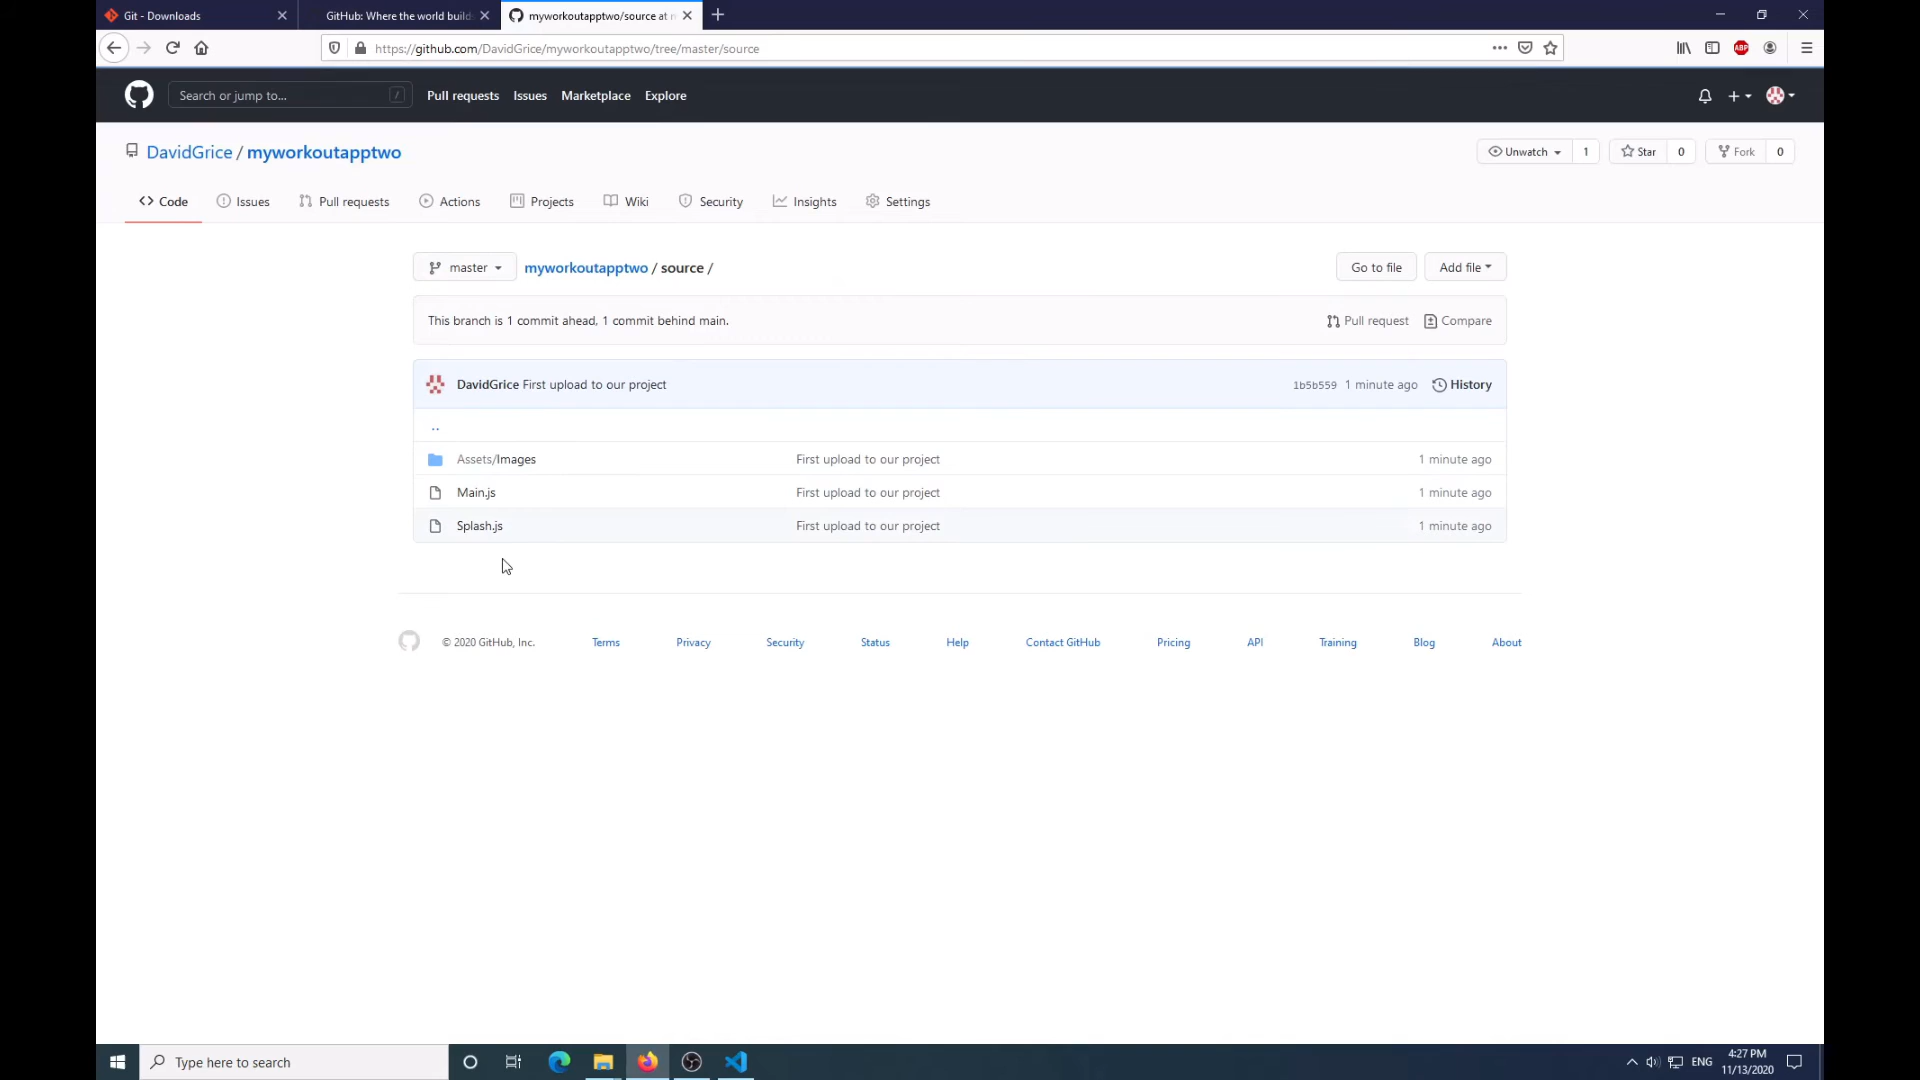 Git - Downloads
GitHub: Where the world build
myworkoutapptwo/source at
https://github.com/DavidGrice/myworkoutapptwo/tree/master/source
ABP
Search or jump to...
/
Pull requests
Issues
Marketplace
Explore
DavidGrice / myworkoutapptwo
Unwatch
1
Star
0
Fork
0
Code
Issues
Pull requests
Actions
Projects
Wiki
Security
Insights
Settings
master
myworkoutapptwo / source /
Go to file
Add file
This branch is 1 commit ahead, 1 commit behind main.
Pull request
Compare
DavidGrice First upload to our project
1b5b559
1 minute ago
History
..
Assets/Images
First upload to our project
1 minute ago
Main.js
First upload to our project
1 minute ago
Splash.js
First upload to our project
1 minute ago
© 2020 GitHub, Inc.
Terms
Privacy
Security
Status
Help
Contact GitHub
Pricing
API
Training
Blog
About
Type here to search
ENG
4:27 PM
11/13/2020